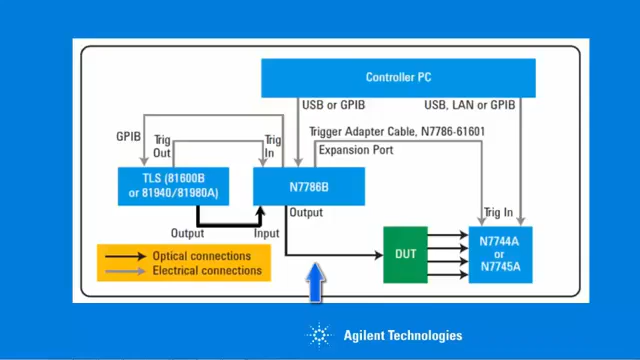 Controller PC
USB or GPIB
USB, LAN or GPIB
GPIB
Trig
Out
Trig
In
Trigger Adapter Cable, N7786-61601
Expansion Port
TLS (81600B
or 81940/81980A)
N7786B
Output
Trig In
Output
Input
DUT
N7744A
or
N7745A
Optical connections
Electrical connections
Agilent Technologies